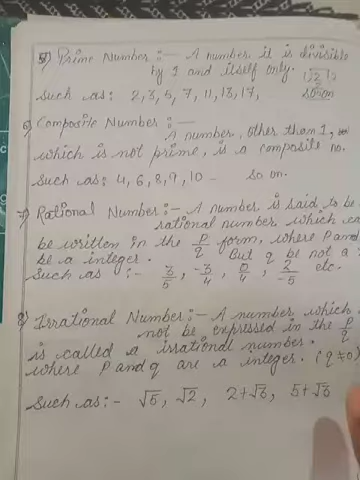 5) Prime Number :- A number it is divisible
by 1 and itself only.
such as: 2, 3, 5, 7, 11, 13, 17, so on
6) Composite Number :-
A number, other than 1,
which is not prime, is a composite no.
Such as: 4, 6, 8, 9, 10 - so on.
7) Rational Number :- A number is said to be
rational number which ca
be written in the P/q form, where P and
be a integer. But q be not a
Such as :- 3/5, -3/4, 0/4, 2/-5 etc.
8) Irrational Number :- A number which
not be expressed in the P/q
is called a irrational number.
where P and q are a integer. (q≠0)
Such as :- √5, √2, 2+√3, 5+√3